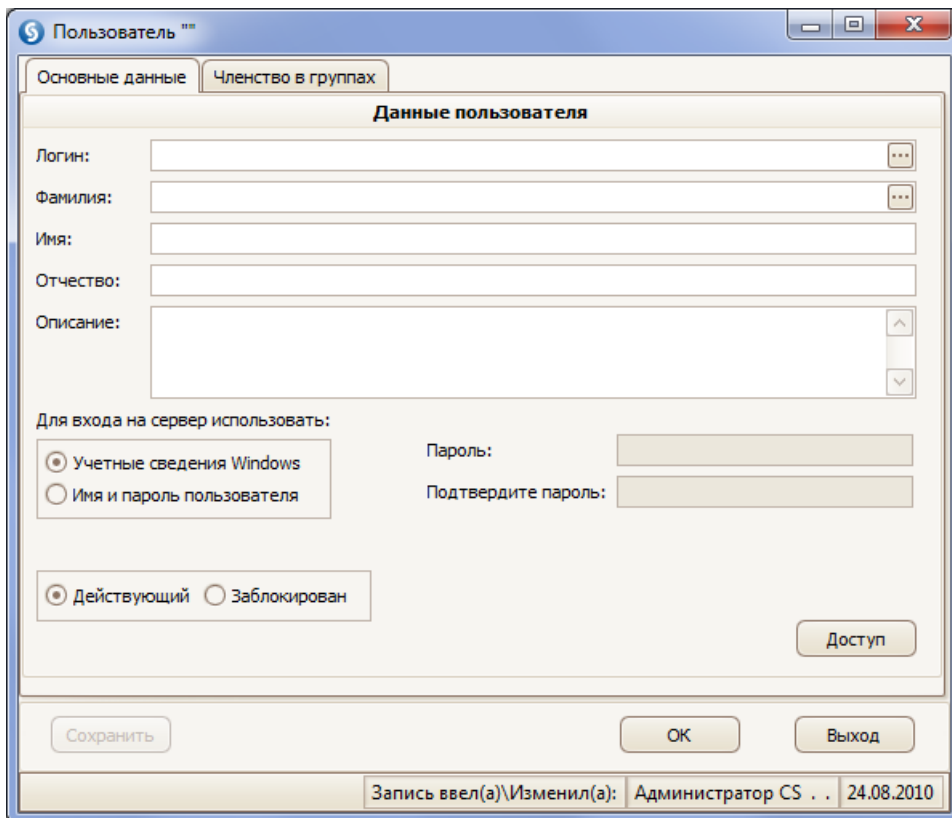 Пользователь ""
Основные данные Членство в группах
Данные пользователя
Логин:
Фамилия:
Имя:
Отчество:
Описание:
Для входа на сервер использовать:
Учетные сведения Windows
Имя и пароль пользователя
Пароль:
Подтвердите пароль:
Действующий Заблокирован
Доступ
Сохранить ОК Выход
Запись ввел(а)\Изменил(а): Администратор CS . . 24.08.2010